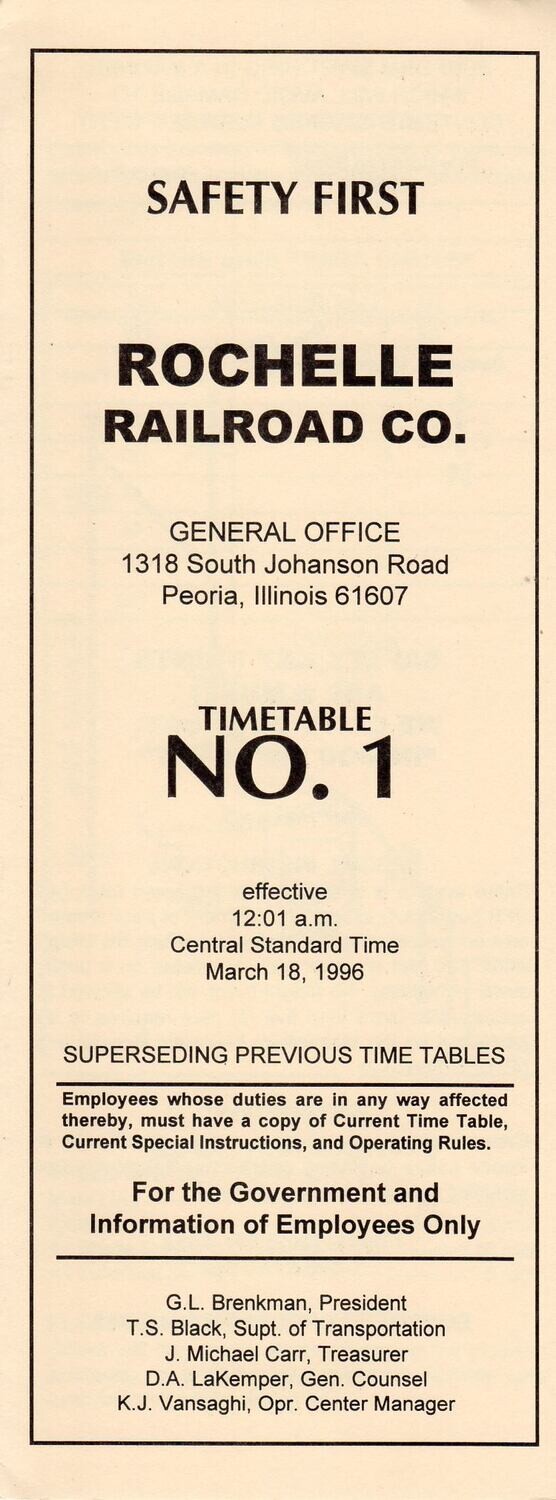 SAFETY FIRST
ROCHELLE
RAILROAD CO.
GENERAL OFFICE
1318 South Johanson Road
Peoria, Illinois 61607
TIMETABLE
NO. 1
effective
12:01 a.m.
Central Standard Time
March 18, 1996
SUPERSEDING PREVIOUS TIME TABLES
Employees whose duties are in any way affected
thereby, must have a copy of Current Time Table,
Current Special Instructions, and Operating Rules.
For the Government and
Information of Employees Only
G.L. Brenkman, President
T.S. Black, Supt. of Transportation
J. Michael Carr, Treasurer
D.A. LaKemper, Gen. Counsel
K.J. Vansaghi, Opr. Center Manager